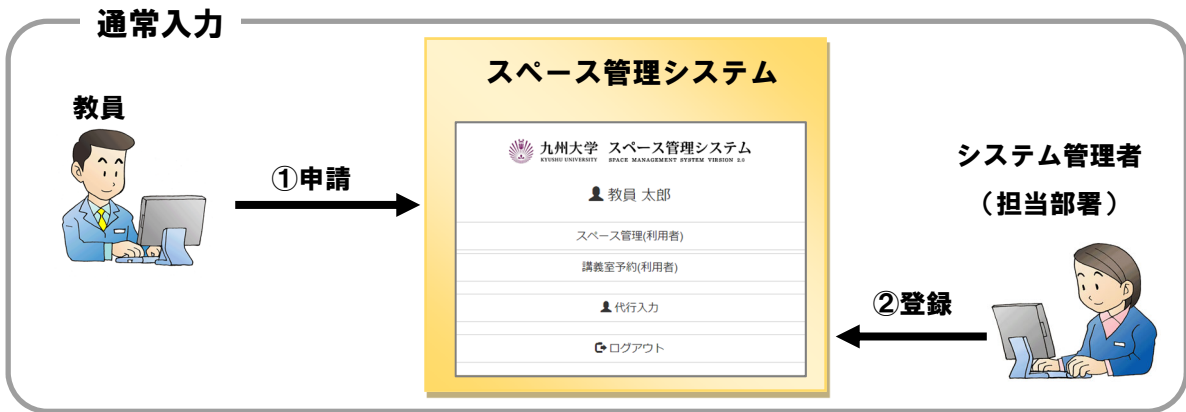 通常入力
スペース管理システム
教員
九州大学 スペース管理システム
KYUSHU UNIVERSITY SPACE MANAGEMENT SYSTEM VIRSION 2.0
教員 太郎
スペース管理(利用者)
講義室予約(利用者)
代行入力
ログアウト
①申請
システム管理者
（担当部署）
②登録